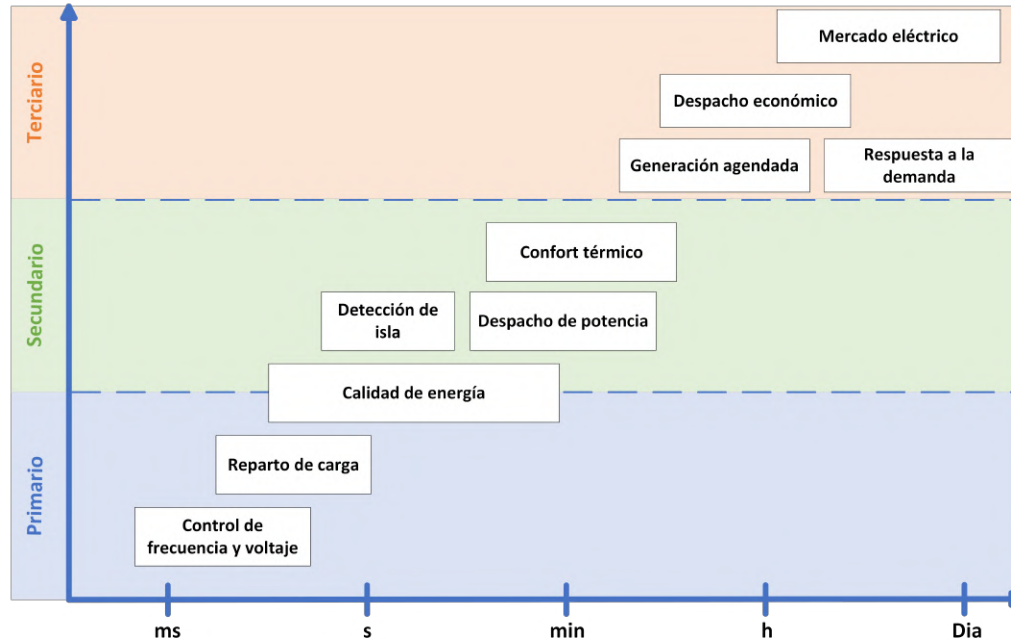 Terciario
Mercado eléctrico
Despacho económico
Generación agendada
Respuesta a la
demanda
Secundario
Confort térmico
Detección de
isla
Despacho de potencia
Calidad de energía
Primario
Reparto de carga
Control de
frecuencia y voltaje
ms
s
min
h
Dia